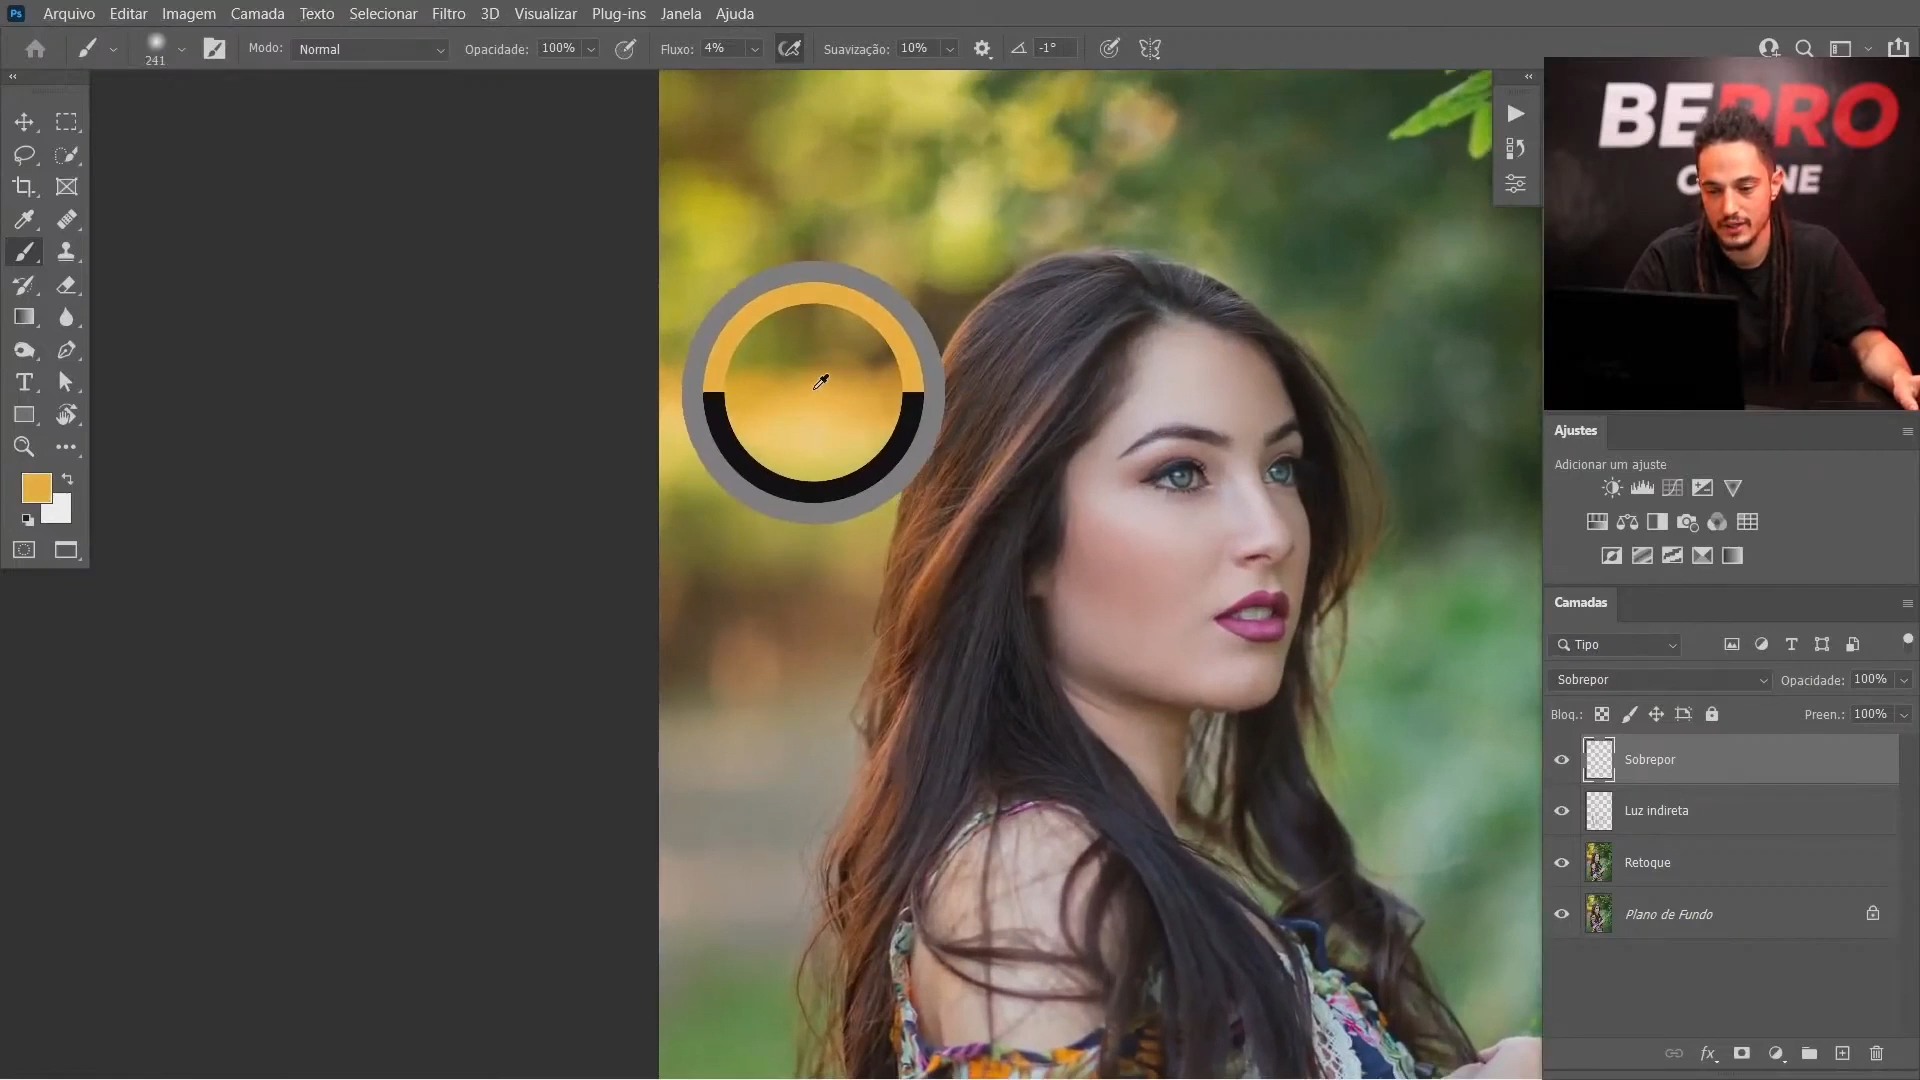 Ps Arquivo Editar Imagem Camada Texto Selecionar Filtro 3D Visualizar Plug-ins Janela Ajuda
241 Modo: Normal Opacidade: 100% Fluxo: 4% Suavização: 10% -1°
BEPRO
Ajustes
Adicionar um ajuste
Camadas
Tipo
Sobrepor Opacidade: 100%
Bloq.: Preen.: 100%
Sobrepor
Luz indireta
Retoque
Plano de Fundo
fx